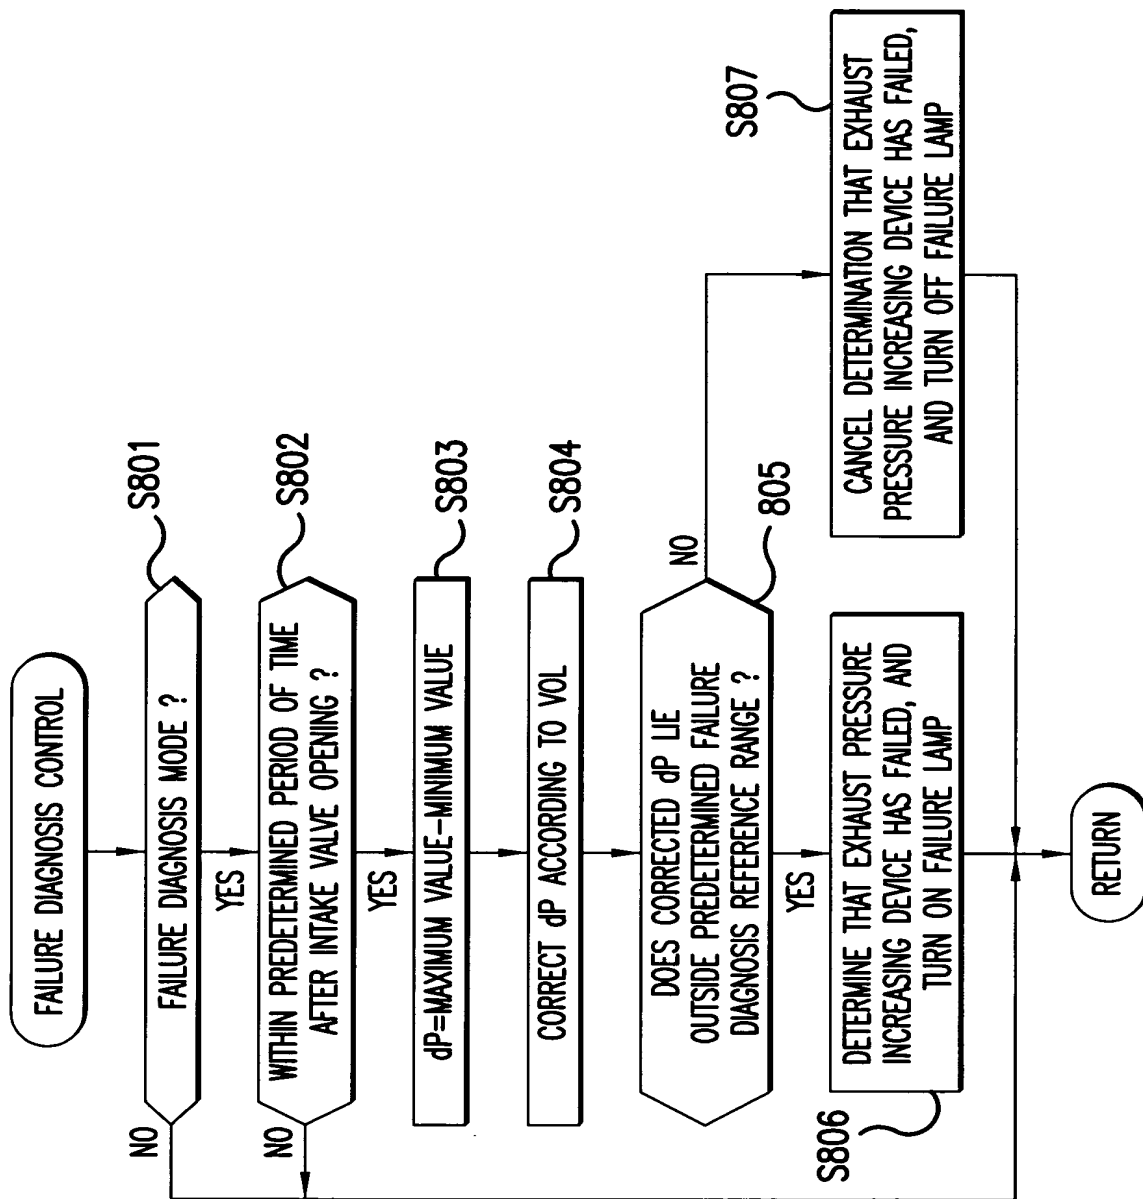 FAILURE DIAGNOSIS CONTROL
S801
FAILURE DIAGNOSIS MODE ?
NO
YES
S802
WITHIN PREDETERMINED PERIOD OF TIME
AFTER INTAKE VALVE OPENING ?
NO
YES
S803
dP=MAXIMUM VALUE-MINIMUM VALUE
S804
CORRECT dP ACCORDING TO VOL
805
DOES CORRECTED dP LIE
OUTSIDE PREDETERMINED FAILURE
DIAGNOSIS REFERENCE RANGE ?
NO
YES
S806
DETERMINE THAT EXHAUST PRESSURE
INCREASING DEVICE HAS FAILED, AND
TURN ON FAILURE LAMP
S807
CANCEL DETERMINATION THAT EXHAUST
PRESSURE INCREASING DEVICE HAS FAILED,
AND TURN OFF FAILURE LAMP
RETURN